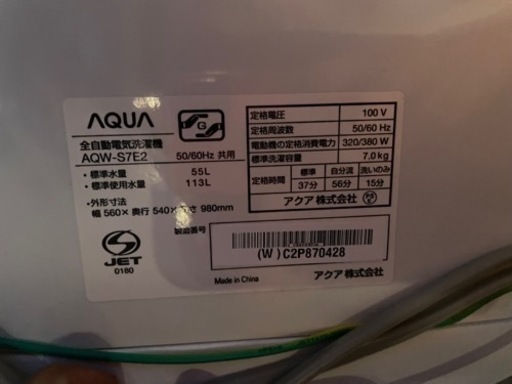 AQUA
全自動電気洗濯機
AQW-S7E2 50/60Hz 共用
・標準水量 55L
・標準使用水量 113L
・外形寸法
幅 560× 奥行 540× 高さ 980mm
定格電圧 100 V
定格周波数 50/60 Hz
電動機の定格消費電力 320/380 W
標準洗濯容量 7.0kg
定格時間 標準 自分流 洗いのみ
37分 56分 15分
アクア 株式会社
製造番号
(W)C2P870428
S
JET
0180
Made in China
アクア 株式会社